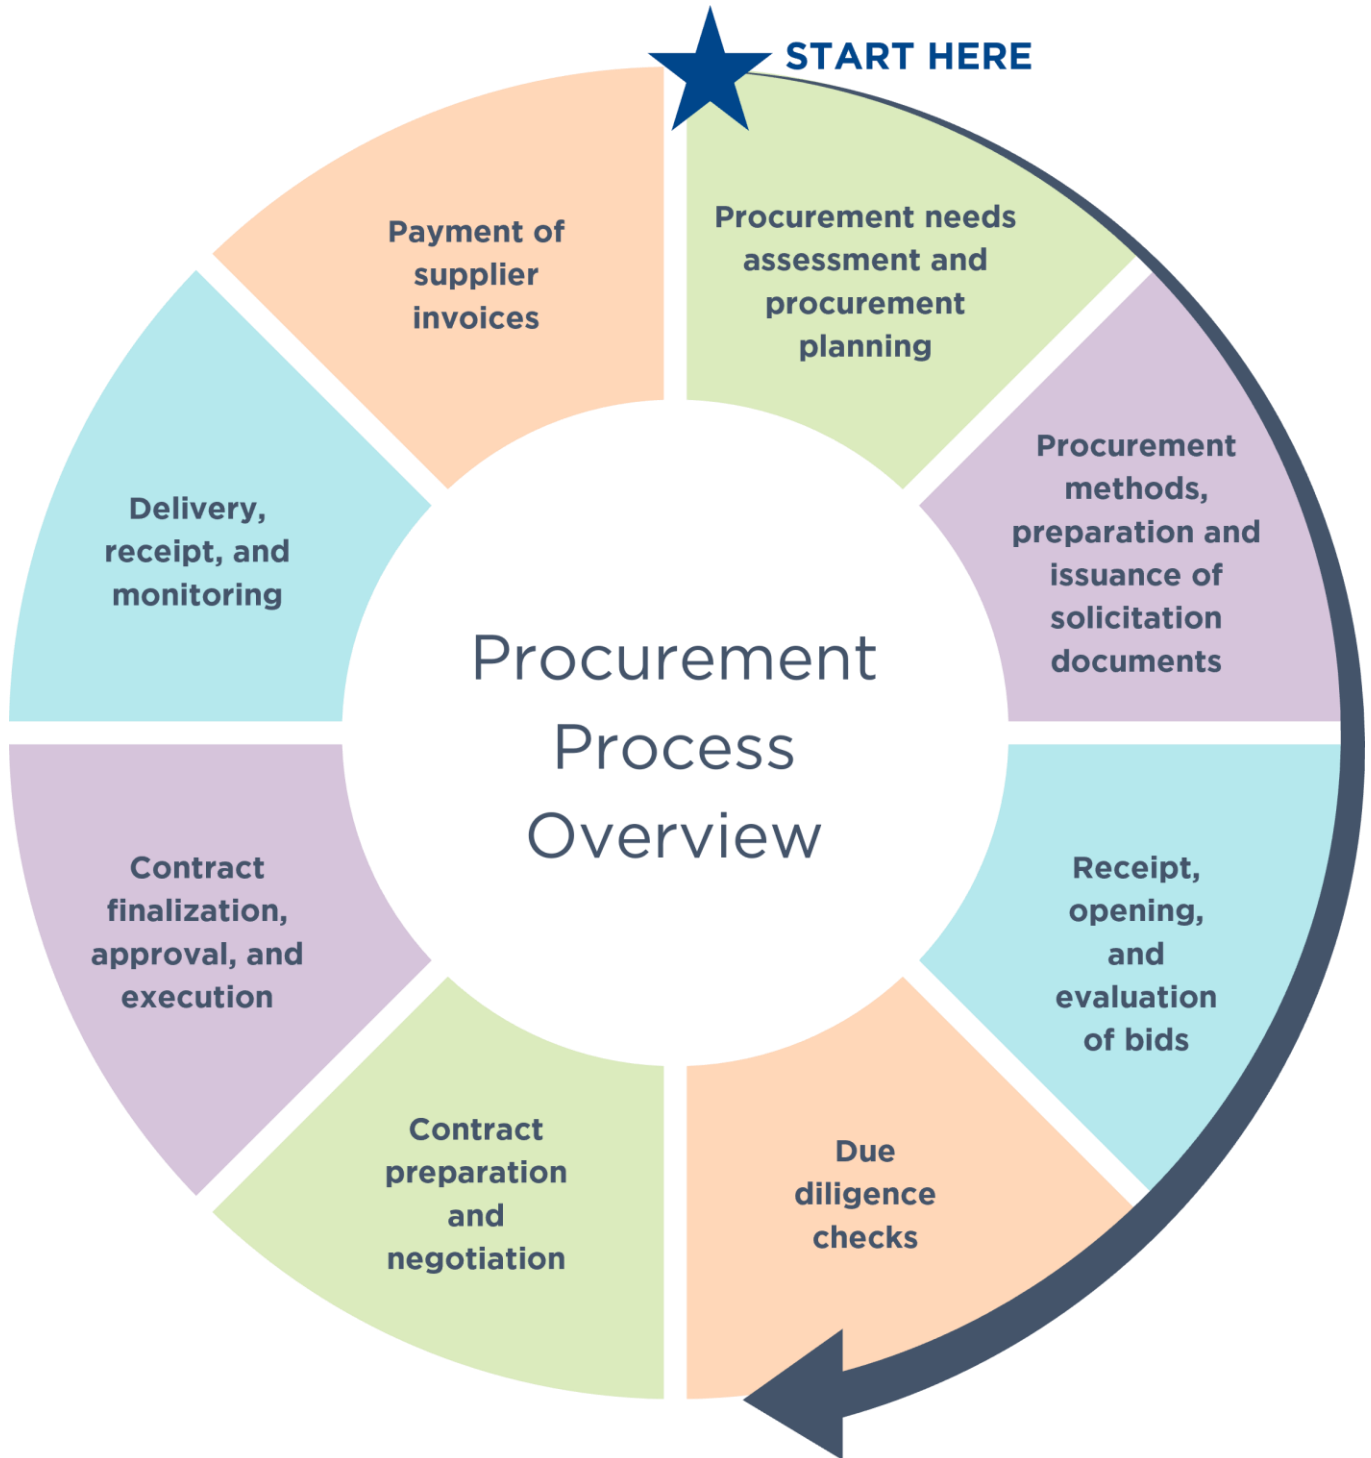 START HERE
Procurement needs
assessment and
procurement
planning
Procurement
methods,
preparation and
issuance of
solicitation
documents
Receipt,
opening,
and
evaluation
of bids
Due
diligence
checks
Contract
preparation
and
negotiation
Contract
finalization,
approval, and
execution
Delivery,
receipt, and
monitoring
Payment of
supplier
invoices
Procurement
Process
Overview